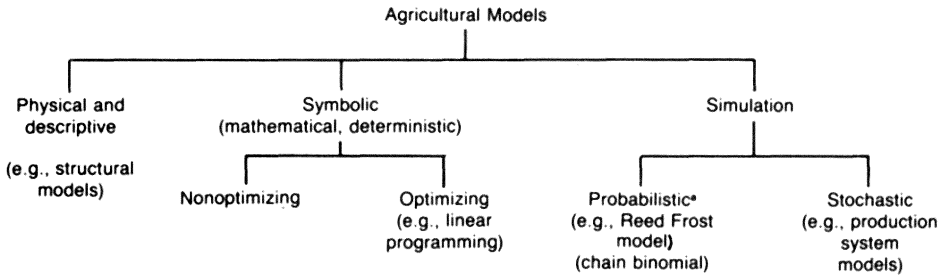 Agricultural Models
Physical and
descriptive
(e.g., structural
models)
Symbolic
(mathematical, deterministic)
Simulation
Nonoptimizing
Optimizing
(e.g., linear
programming)
Probabilistic*
(e.g., Reed Frost
model)
(chain binomial)
Stochastic
(e.g., production
system
models)